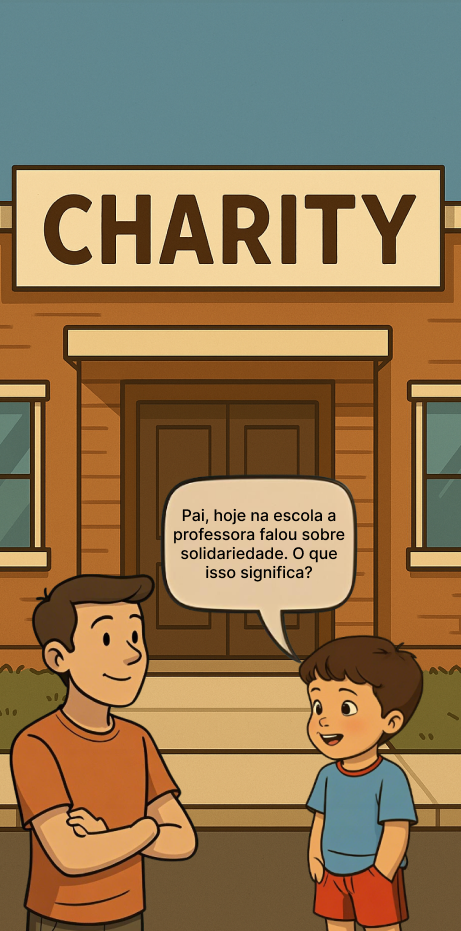 CHARITY
Pai, hoje na escola a
professora falou sobre
solidariedade. O que
isso significa?